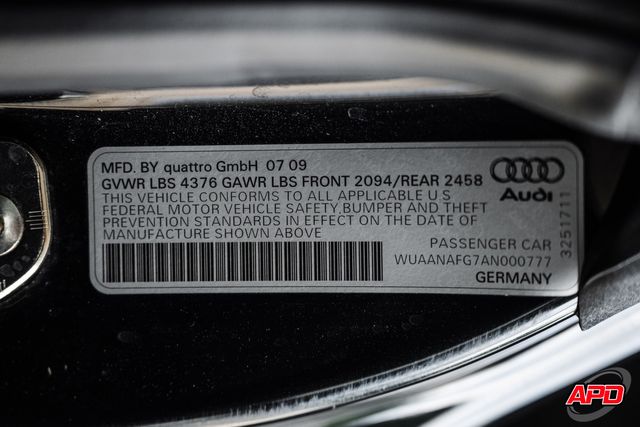 MFD. BY quattro GmbH 07 09
GVWR LBS 4376 GAWR LBS FRONT 2094/REAR 2458
THIS VEHICLE CONFORMS TO ALL APPLICABLE U S
FEDERAL MOTOR VEHICLE SAFETY, BUMPER AND THEFT
PREVENTION STANDARDS IN EFFECT ON THE DATE OF
MANUFACTURE SHOWN ABOVE
Audi
3251711
PASSENGER CAR
WUAANAFG7AN000777
GERMANY
APD